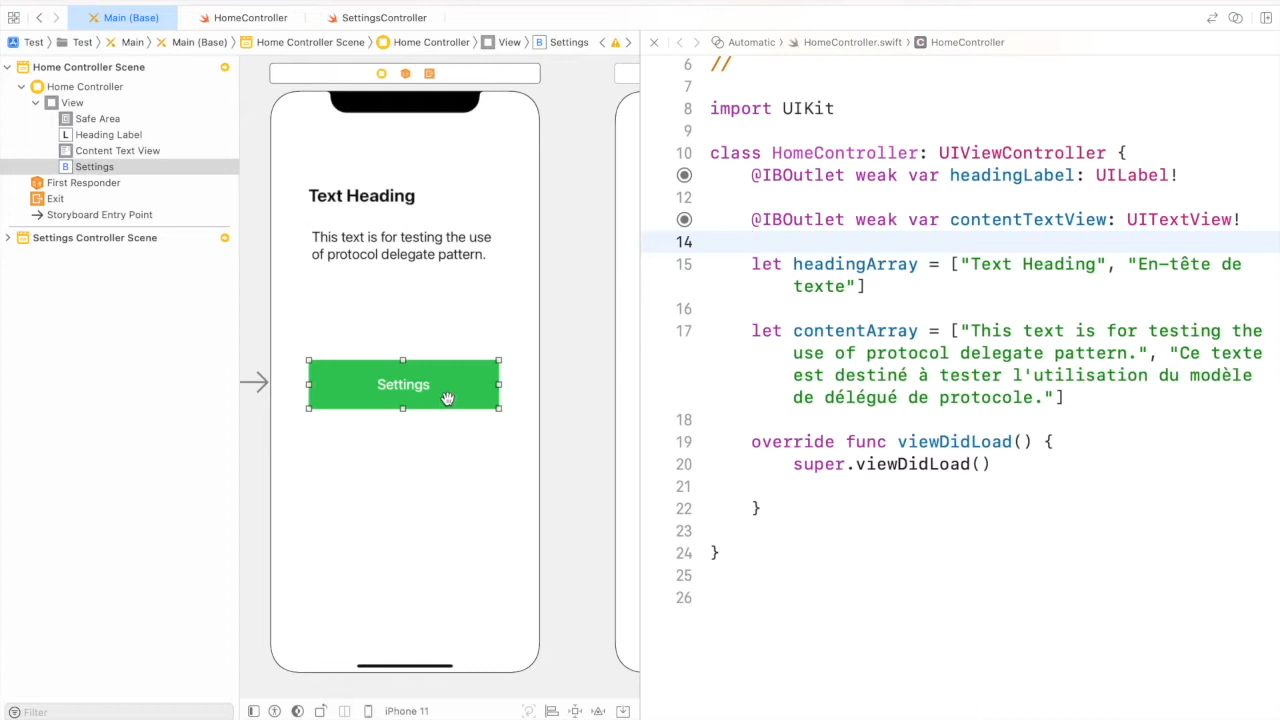 Main (Base)
HomeController
SettingsController
Test
Test
Main
Main (Base)
Home Controller Scene
Home Controller
View
B
Settings
Automatic
HomeController.swift
C
HomeController
Home Controller Scene
Home Controller
View
Safe Area
L Heading Label
Content Text View
B Settings
First Responder
Exit
Storyboard Entry Point
Settings Controller Scene
Filter
Text Heading
This text is for testing the use
of protocol delegate pattern.
Settings
iPhone 11
6 //
7
8 import UIKit
9
10 class HomeController: UIViewController {
@IBOutlet weak var headingLabel: UILabel!
12
@IBOutlet weak var contentTextView: UITextView!
14
15 let headingArray = ["Text Heading", "En-tête de
texte"]
16
17 let contentArray = ["This text is for testing the
use of protocol delegate pattern.", "Ce texte
est destiné à tester l'utilisation du modèle
de délégué de protocole."]
18
19 override func viewDidLoad() {
20 super.viewDidLoad()
21
22 }
23
24 }
25
26